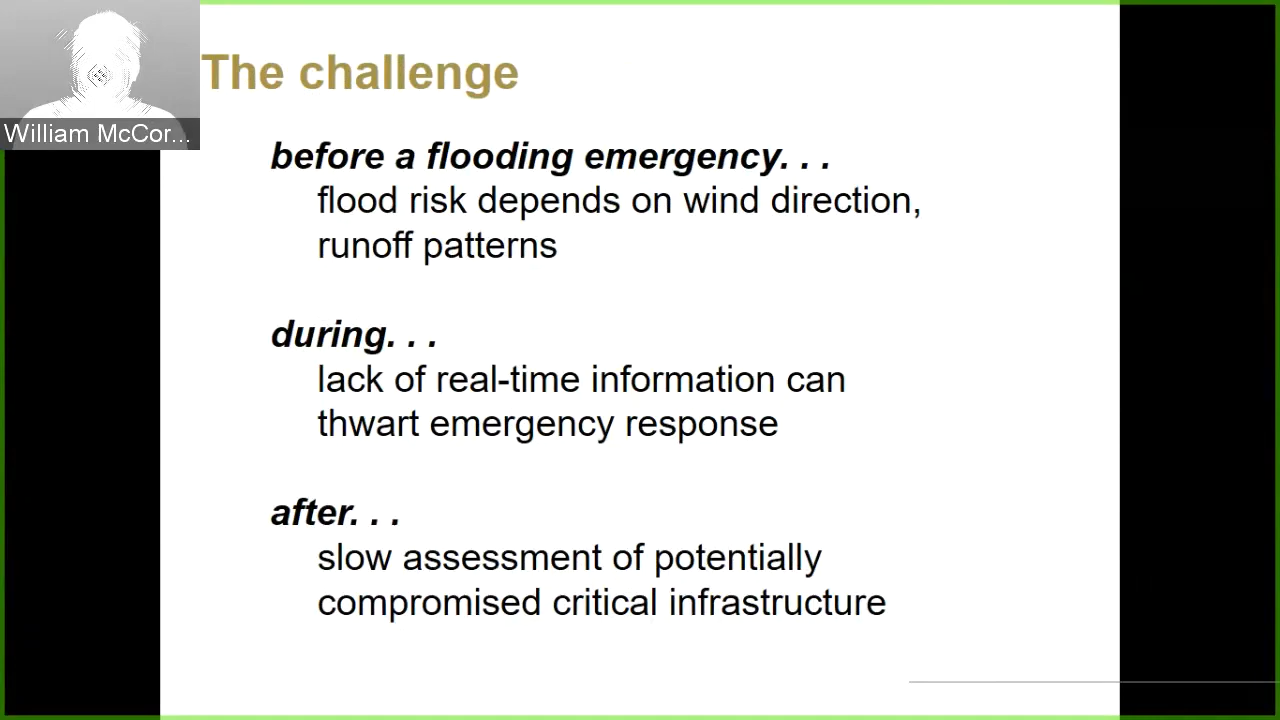 The challenge
William McCor...
before a flooding emergency. . .
flood risk depends on wind direction,
runoff patterns
during. . .
lack of real-time information can
thwart emergency response
after. . .
slow assessment of potentially
compromised critical infrastructure